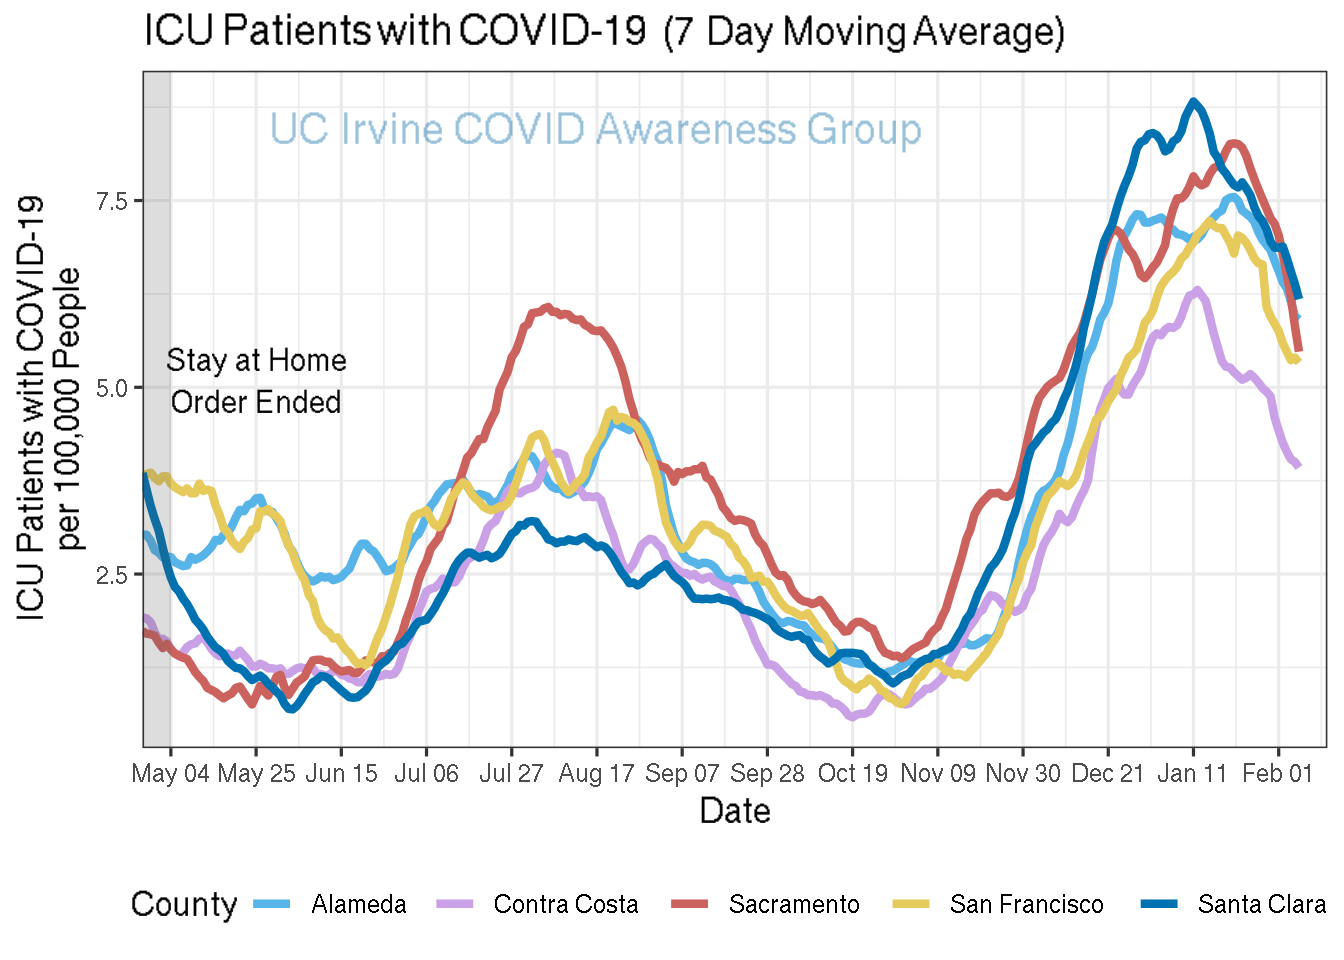 ICU Patients with COVID-19 (7 Day Moving Average)
UC Irvine COVID Awareness Group
ICU Patients with COVID-19
per 100,000 People
7.5
5.0
2.5
Stay at Home
Order Ended
May 04 May 25 Jun 15 Jul 06 Jul 27 Aug 17 Sep 07 Sep 28 Oct 19 Nov 09 Nov 30 Dec 21 Jan 11 Feb 01
Date
County Alameda Contra Costa Sacramento San Francisco Santa Clara